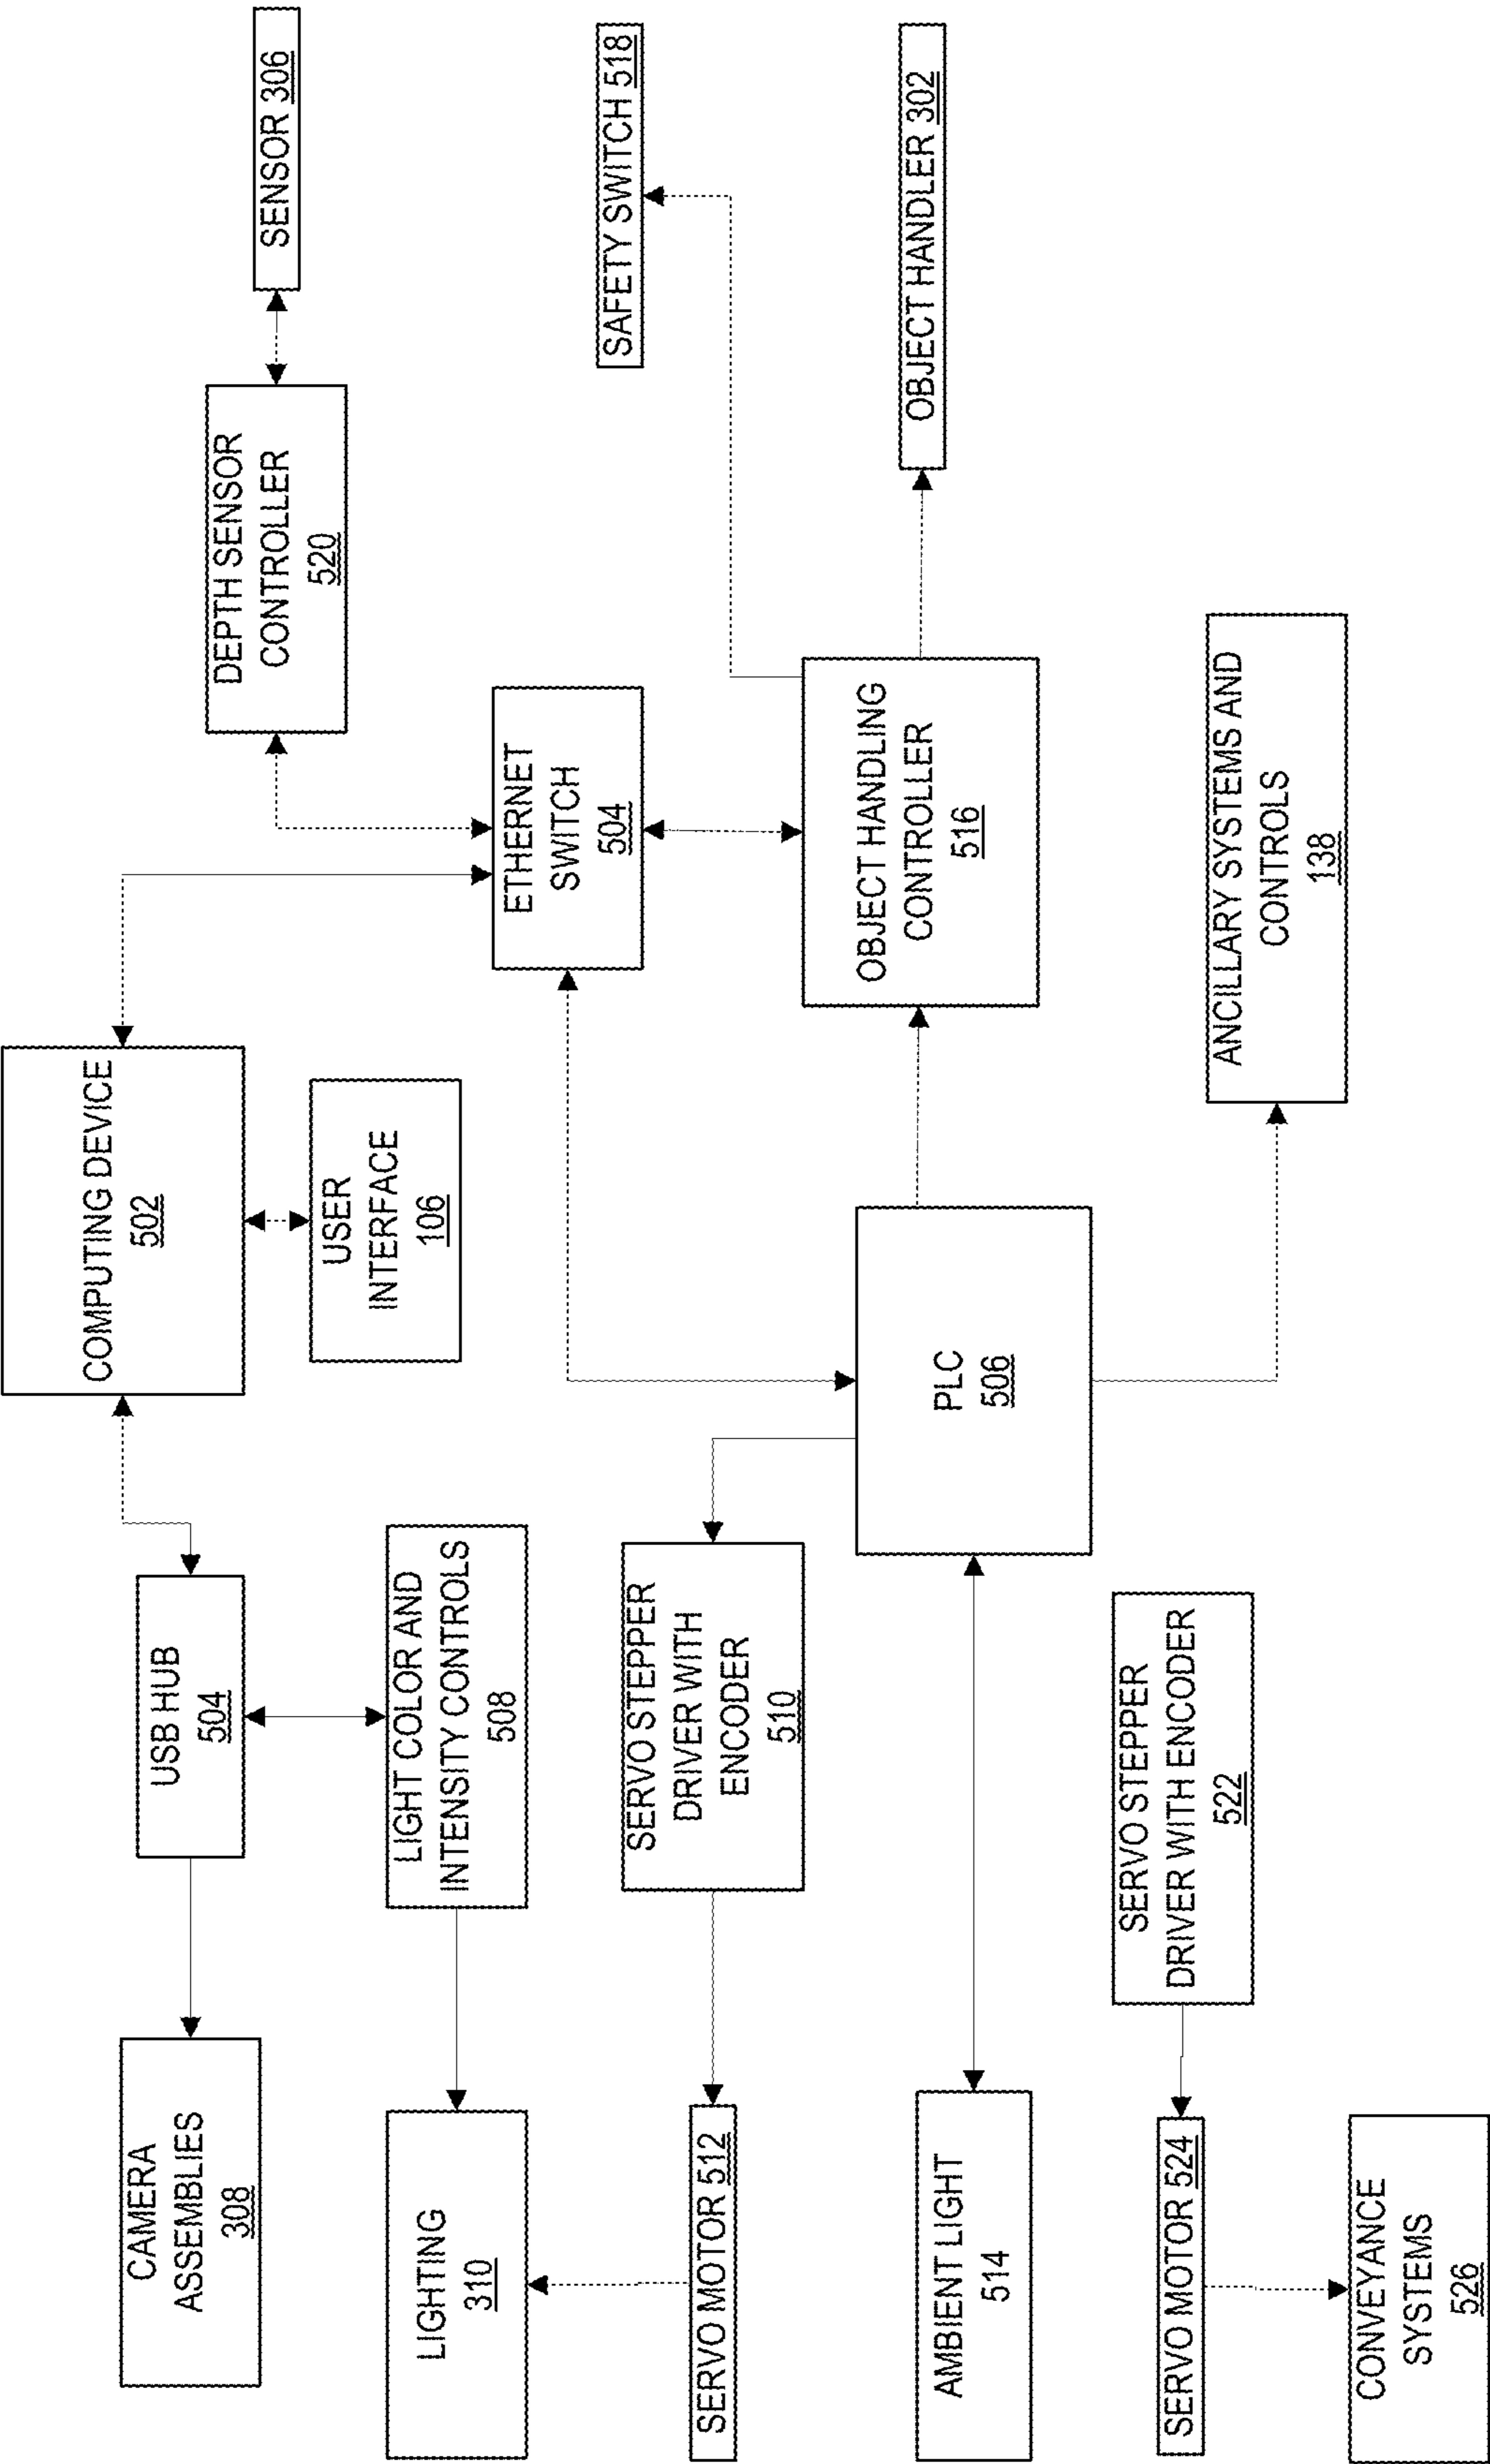 COMPUTING DEVICE
502
SENSOR 306
DEPTH SENSOR
CONTROLLER
520
CAMERA
ASSEMBLIES
308
USB HUB
504
USER
INTERFACE
106
ETHERNET
SWITCH
504
SAFETY SWITCH 518
LIGHTING
310
LIGHT COLOR AND
INTENSITY CONTROLS
508
SERVO MOTOR 512
SERVO STEPPER
DRIVER WITH
ENCODER
510
PLC
506
OBJECT HANDLING
CONTROLLER
516
OBJECT HANDLER 302
AMBIENT LIGHT
514
SERVO MOTOR 524
SERVO STEPPER
DRIVER WITH ENCODER
522
ANCILLARY SYSTEMS AND
CONTROLS
138
CONVEYANCE
SYSTEMS
526